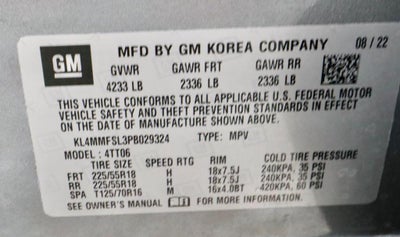 GM
MFD BY GM KOREA COMPANY 08/22
GVWR GAWR FRT GAWR RR
4233 LB 2336 LB 2336 LB
THIS VEHICLE CONFORMS TO ALL APPLICABLE U.S. FEDERAL MOTOR
VEHICLE SAFETY AND THEFT PREVENTION STANDARDS IN EFFECT ON
THE DATE OF MANUFACTURE SHOWN ABOVE.
KL4MMFSL3PB029324 TYPE: MPV
MODEL: 4TT06
TIRE SIZE SPEED RTG RIM COLD TIRE PRESSURE
FRT 225/55R18 H 18x7.5J 240KPA, 35 PSI
RR 225/55R18 H 18x7.5J 240KPA, 35 PSI
SPA T125/70R16 M 16x4.0BT 420KPA, 60 PSI
SEE OWNER'S MANUAL FOR MORE INFORMATION.